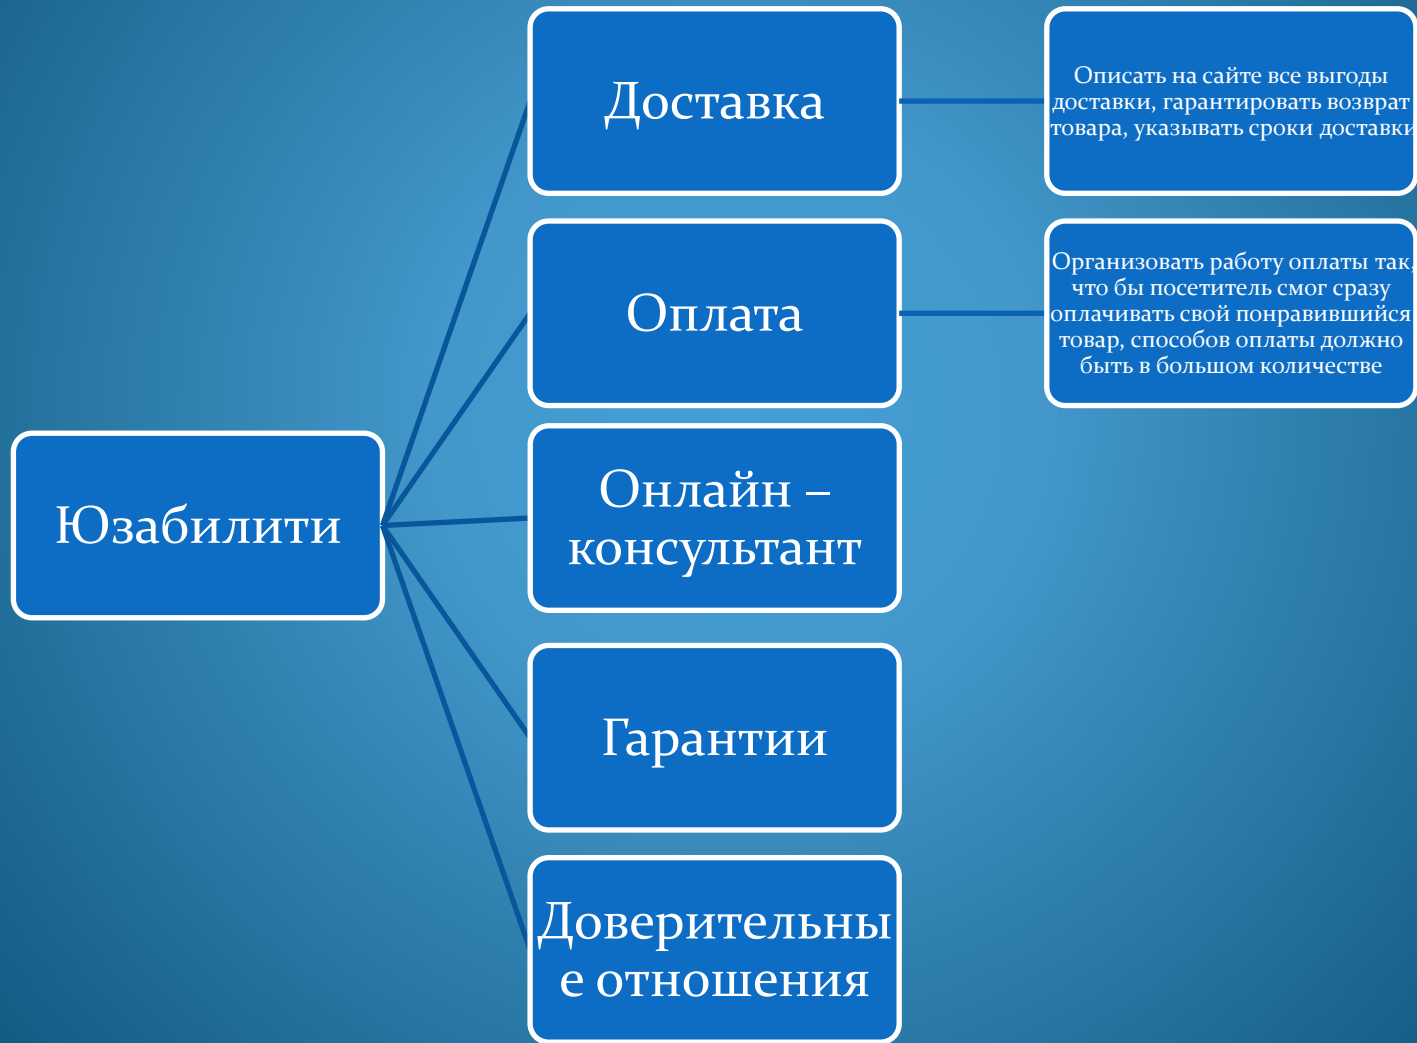 Юзабилити
Доставка
Описать на сайте все выгоды
доставки, гарантировать возврат
товара, указывать сроки доставки
Оплата
Организовать работу оплаты так,
что бы посетитель смог сразу
оплачивать свой понравившийся
товар, способов оплаты должно
быть в большом количестве
Онлайн –
консультант
Гарантии
Доверительны
е отношения